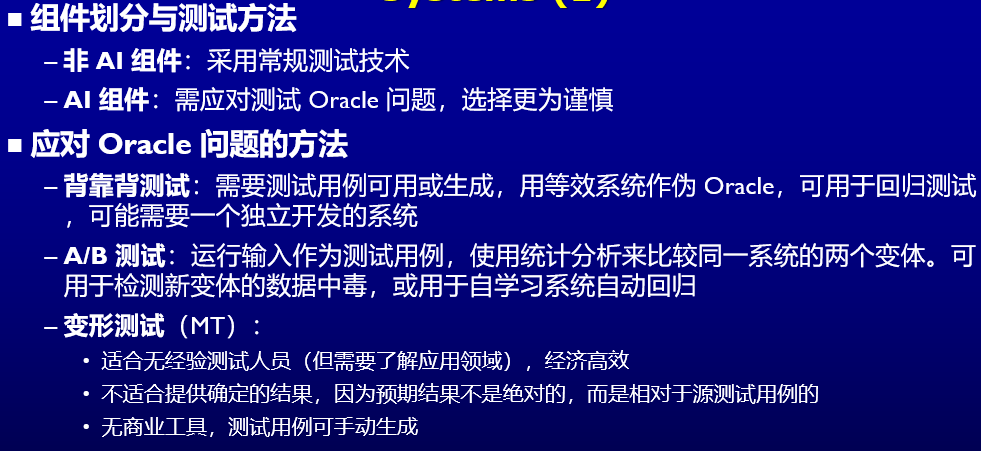 Systems (1)
■ 组件划分与测试方法
– 非 AI 组件：采用常规测试技术
– AI 组件：需应对测试 Oracle 问题，选择更为谨慎
■ 应对 Oracle 问题的方法
– 背靠背测试：需要测试用例可用或生成，用等效系统作伪 Oracle，可用于回归测试
，可能需要一个独立开发的系统
– A/B 测试：运行输入作为测试用例，使用统计分析来比较同一系统的两个变体。可
用于检测新变体的数据中毒，或用于自学习系统自动回归
– 变形测试（MT）:
• 适合无经验测试人员（但需要了解应用领域），经济高效
• 不适合提供确定的结果，因为预期结果不是绝对的，而是相对于源测试用例的
• 无商业工具，测试用例可手动生成